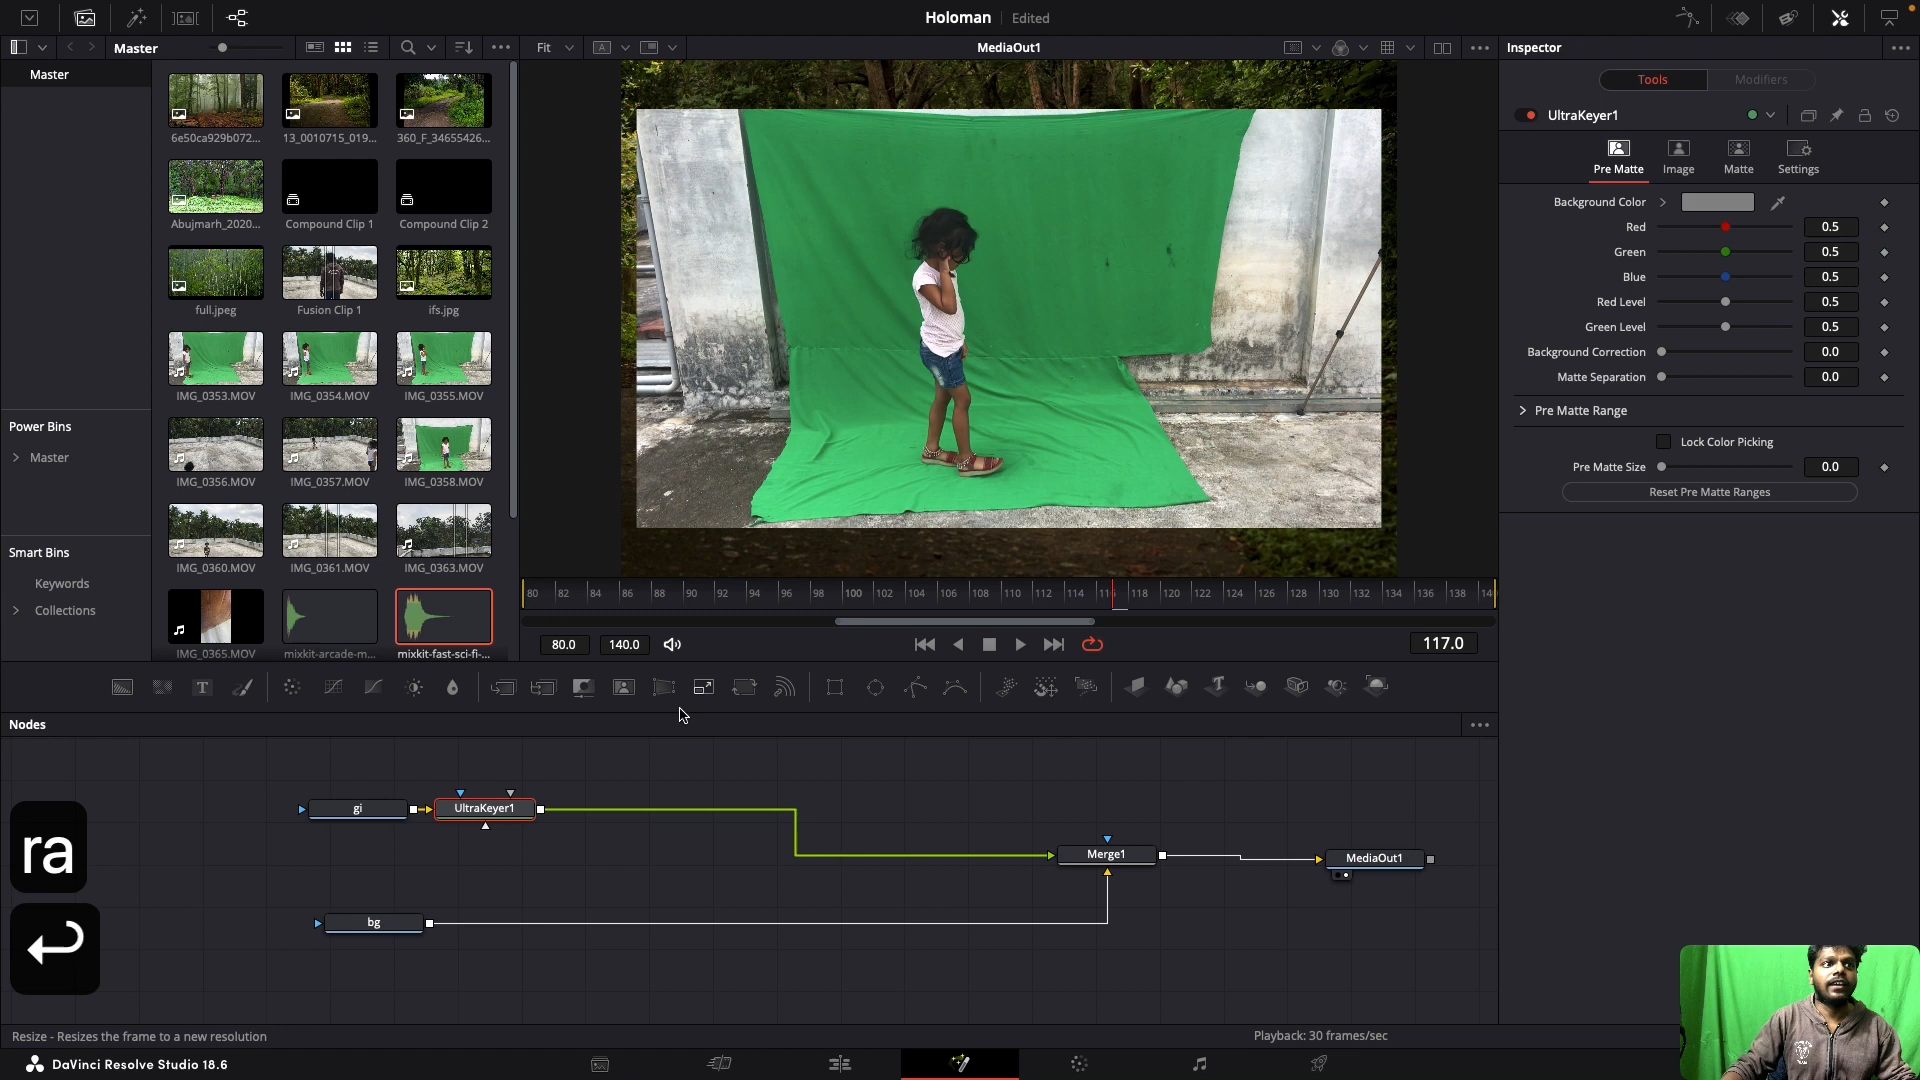 Holoman
Edited
Master
Fit
A
MediaOut1
Inspector
Master
6e50ca929b072...
13_0010715_019...
360_F_34655426...
Abujmarh_2020...
Compound Clip 1
Compound Clip 2
full.jpeg
Fusion Clip 1
ifs.jpg
IMG_0353.MOV
IMG_0354.MOV
IMG_0355.MOV
IMG_0356.MOV
IMG_0357.MOV
IMG_0358.MOV
IMG_0360.MOV
IMG_0361.MOV
IMG_0363.MOV
IMG_0365.MOV
mixkit-arcade-m...
mixkit-fast-sci-fi-...
Power Bins
Master
Smart Bins
Keywords
Collections
Tools
Modifiers
UltraKeyer1
Pre Matte
Image
Matte
Settings
Background Color
Red 0.5
Green 0.5
Blue 0.5
Red Level 0.5
Green Level 0.5
Background Correction 0.0
Matte Separation 0.0
Pre Matte Range
Lock Color Picking
Pre Matte Size 0.0
Reset Pre Matte Ranges
80 82 84 86 88 90 92 94 96 98 100 102 104 106 108 110 112 114 116 118 120 122 124 126 128 130 132 134 136 138
80.0
140.0
117.0
T
Nodes
gi
UltraKeyer1
Merge1
MediaOut1
bg
ra
Resize - Resizes the frame to a new resolution
Playback: 30 frames/sec
DaVinci Resolve Studio 18.6